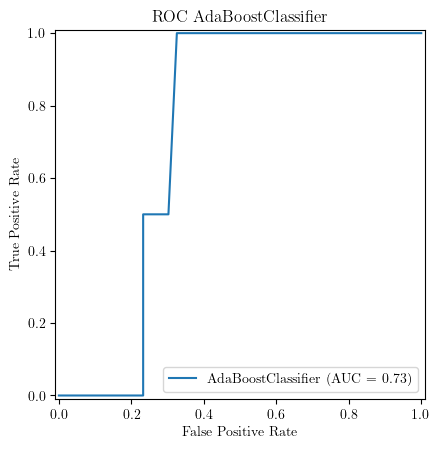 ROC AdaBoostClassifier
1.0
0.8
0.6
0.4
0.2
0.0
True Positive Rate
AdaBoostClassifier (AUC = 0.73)
0.0 0.2 0.4 0.6 0.8 1.0
False Positive Rate